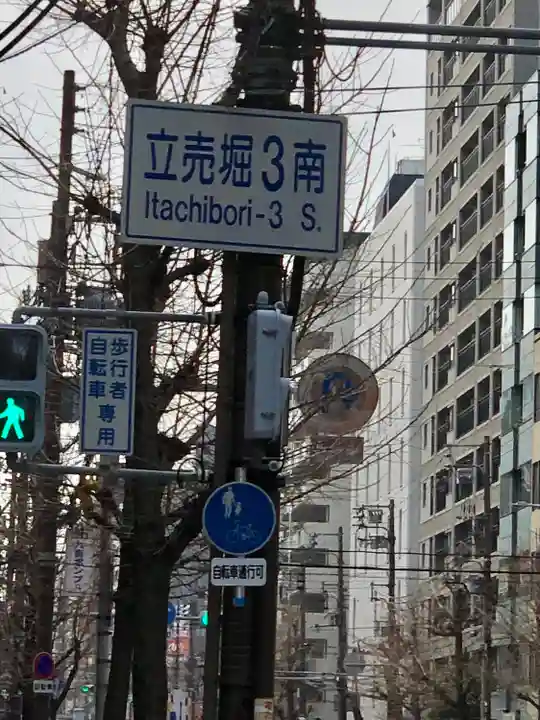 立売堀3南
Itachibori-3 S.
歩行者
自転車
専用
自転車通行可